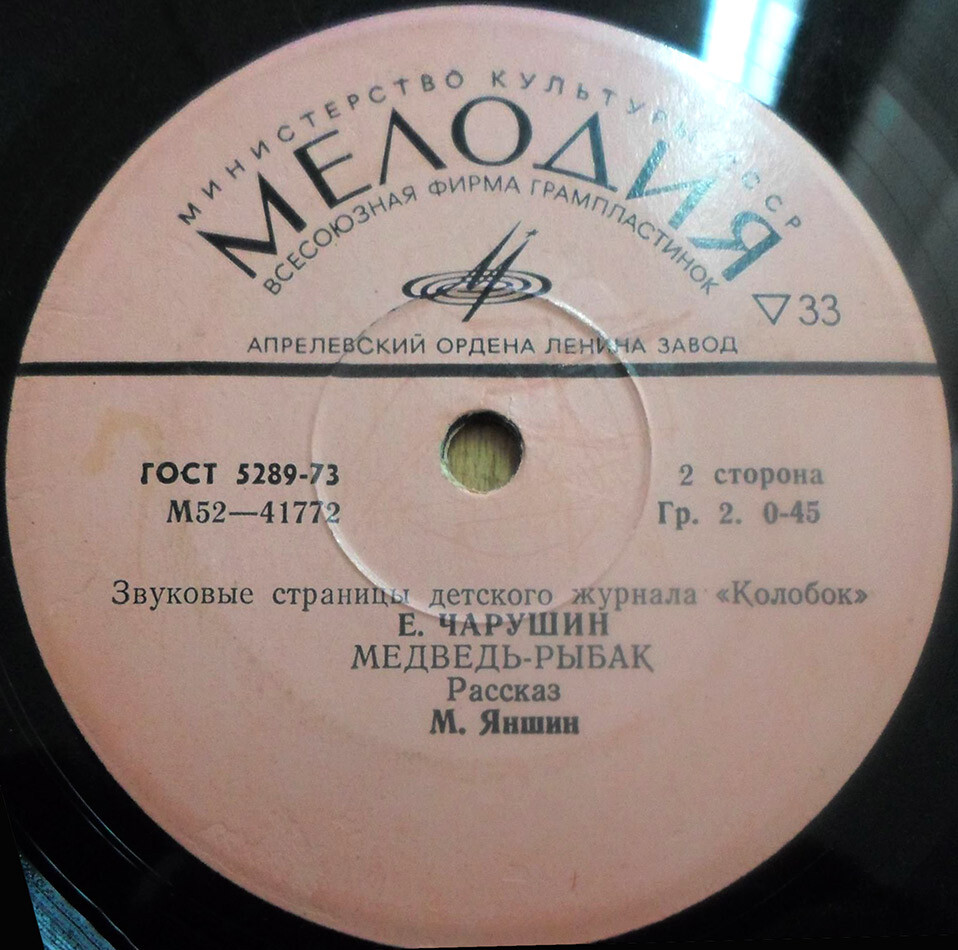 МИНИСТЕРСТВО КУЛЬТУРЫ СССР
МЕЛОДИЯ
ВСЕСОЮЗНАЯ ФИРМА ГРАМПЛАСТИНОК
▽33
АПРЕЛЕВСКИЙ ОРДЕНА ЛЕНИНА ЗАВОД
ГОСТ 5289-73
2 сторона
М52—41772
Гр. 2. 0-45
Звуковые страницы детского журнала «Колобок»
Е. ЧАРУШИН
МЕДВЕДЬ-РЫБАК
Рассказ
М. Яншин